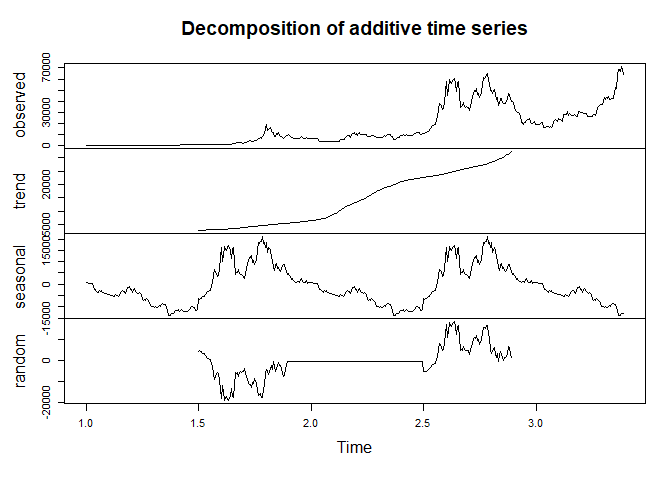 Decomposition of additive time series
observed
0 30000 70000
trend
5000 20000
seasonal
-15000 0 15000
random
-20000 0
1.0 1.5 2.0 2.5 3.0
Time